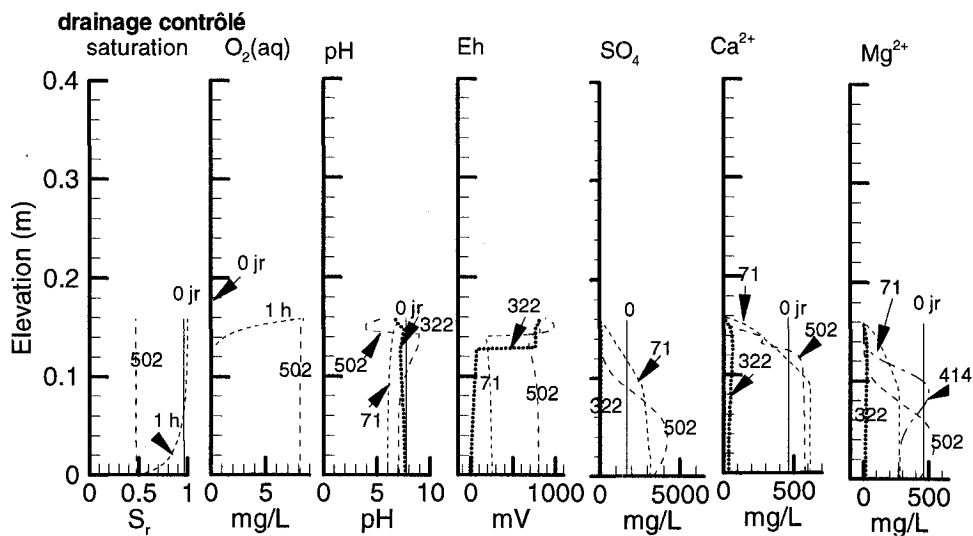 drainage contrôlé
saturation O₂(aq) pH Eh SO₄ Ca²⁺ Mg²⁺
0.4
0.3
0.2
0.1
0
Elevation (m)
0 jr
502
1 h
0 jr
1 h
502
0 jr
322
502
71
322
71
502
0
71
322
502
71
0 jr
502
322
71
0 jr
414
322
502
0 0.5 1 0 5 0 5 10 0 1000 0 5000 0 500 0 500
Sᵣ mg/L pH mV mg/L mg/L mg/L